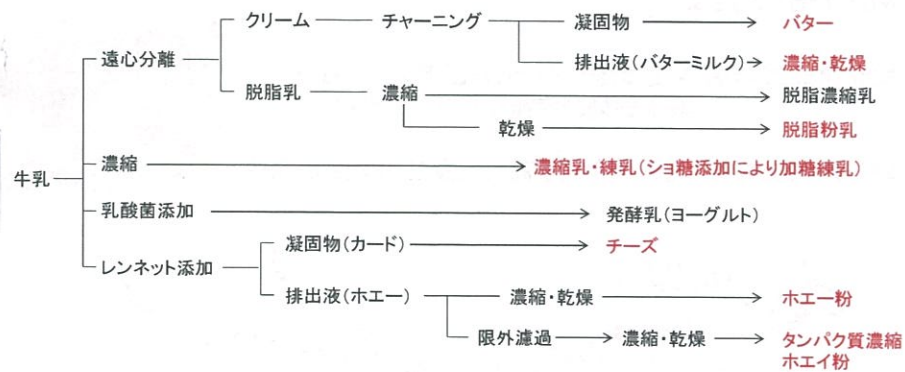 クリーム チャーニング 凝固物 バター
遠心分離 排出液(バターミルク) 濃縮・乾燥
脱脂乳 濃縮 脱脂濃縮乳
乾燥 脱脂粉乳
濃縮 濃縮乳・練乳(ショ糖添加により加糖練乳)
牛乳
乳酸菌添加 発酵乳(ヨーグルト)
凝固物(カード) チーズ
レンネット添加
排出液(ホエー) 濃縮・乾燥 ホエー粉
限外濾過 濃縮・乾燥 タンパク質濃縮
ホエイ粉